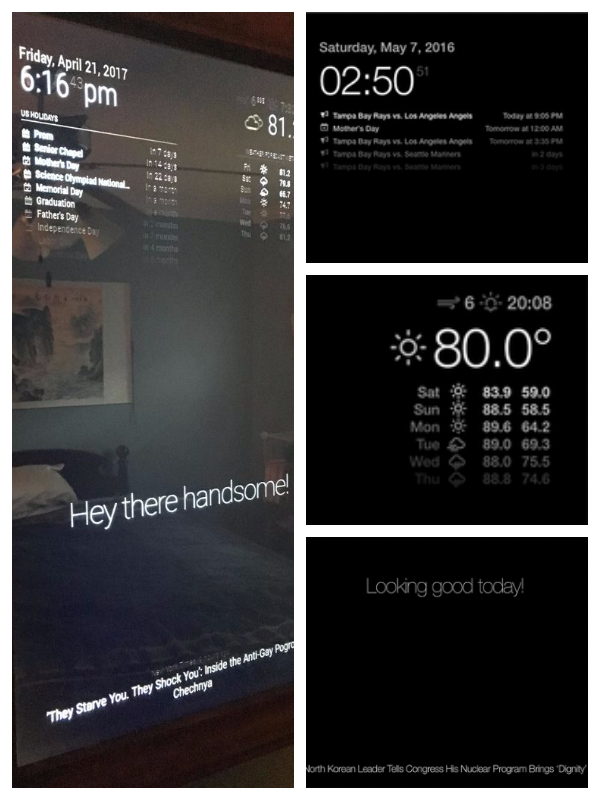 Friday, April 21, 2017
6:16 43 pm
US HOLIDAYS
Prom in 7 days
Senior Chapel in 14 days
Mother's Day in 22 days
Science Olympiad National... in a month
Memorial Day in a month
Graduation in a month
Father's Day
Independence Day in 2 months
in 4 months
81.
Fri 81.2
Sat 78.8
Sun 66.7
Mon 74.7
Tue
Wed
Thu
Hey there handsome!
'They Starve You. They Shock You': Inside the Anti-Gay Pogro
Chechnya
Saturday, May 7, 2016
02:50 51
Tampa Bay Rays vs. Los Angeles Angels Today at 9:05 PM
Mother's Day Tomorrow at 12:00 AM
Tampa Bay Rays vs. Los Angeles Angels Tomorrow at 3:35 PM
Tampa Bay Rays vs. Seattle Mariners in 2 days
Tampa Bay Rays vs. Seattle Mariners in 3 days
6 20:08
80.0°
Sat 83.9 59.0
Sun 88.5 58.5
Mon 89.6 64.2
Tue 89.0 69.3
Wed 88.0 75.5
Thu 88.8 74.6
Looking good today!
North Korean Leader Tells Congress His Nuclear Program Brings 'Dignity'